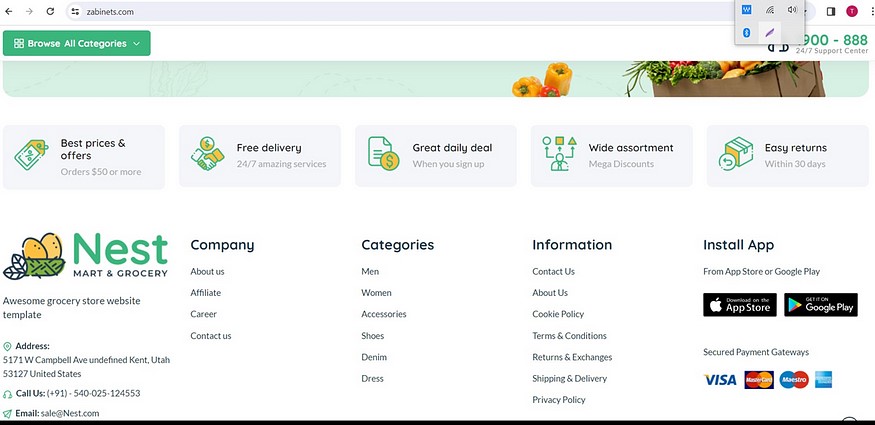 zabinets.com
T
Browse All Categories
900 - 888
24/7 Support Center
Best prices &
offers
Orders $50 or more
Free delivery
24/7 amazing services
Great daily deal
When you sign up
Wide assortment
Mega Discounts
Easy returns
Within 30 days
Nest
MART & GROCERY
Awesome grocery store website
template
Address:
5171 W Campbell Ave undefined Kent, Utah
53127 United States
Call Us: (+91) - 540-025-124553
Email: sale@Nest.com
Company
About us
Affiliate
Career
Contact us
Categories
Men
Women
Accessories
Shoes
Denim
Dress
Information
Contact Us
About Us
Cookie Policy
Terms & Conditions
Returns & Exchanges
Shipping & Delivery
Privacy Policy
Install App
From App Store or Google Play
Download on the
App Store
GET IT ON
Google Play
Secured Payment Gateways
VISA
MasterCard
Maestro